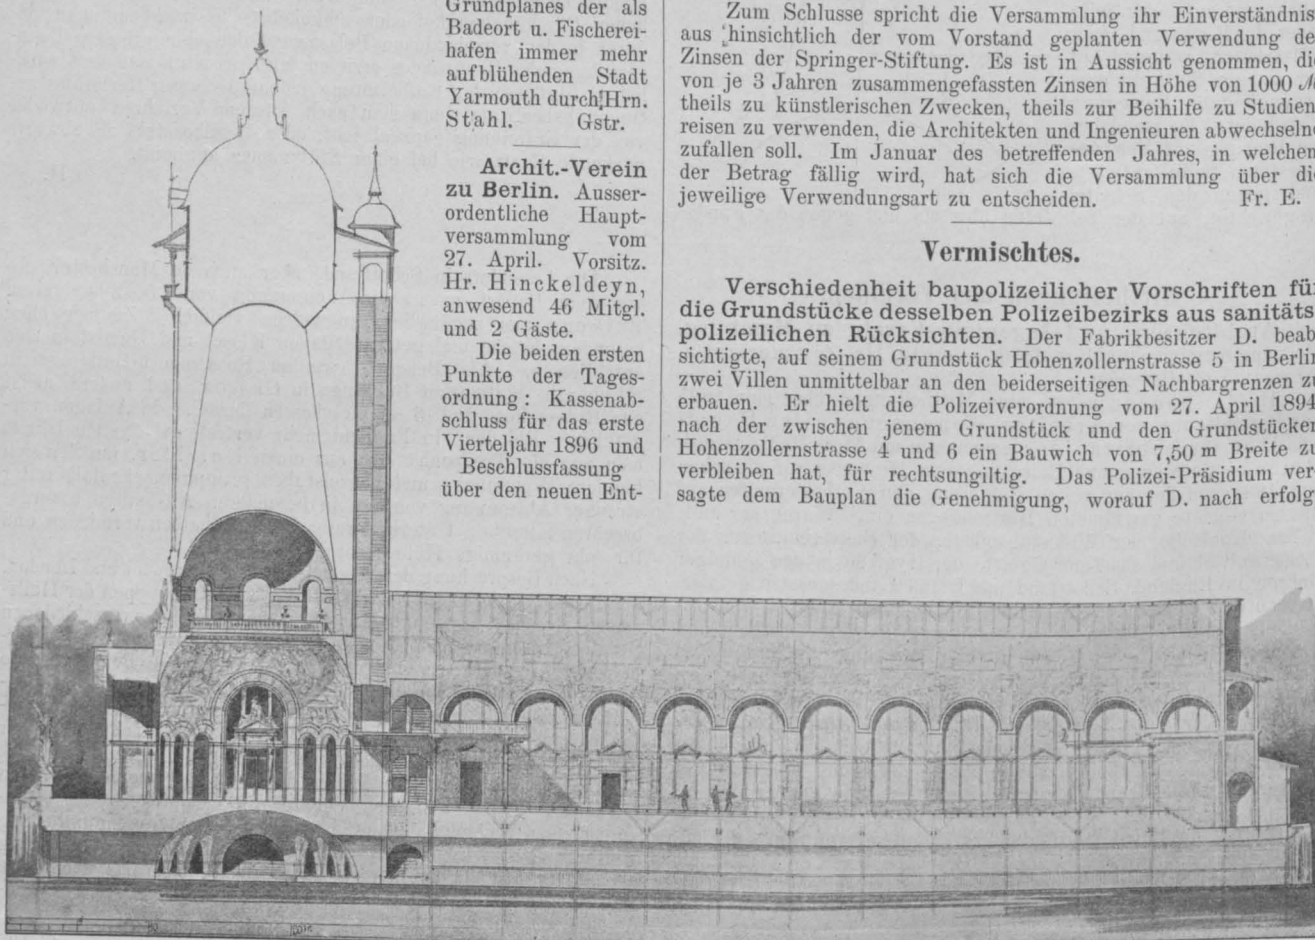 Grundplanes der als
Badeort u. Fischerei-
hafen immer mehr
aufblühenden Stadt
Yarmouth durch Hrn.
Stahl. Gstr.
Archit.-Verein
zu Berlin. Ausser-
ordentliche Haupt-
versammlung vom
27. April. Vorsitz.
Hr. Hinckeldeyn,
anwesend 46 Mitgl.
und 2 Gäste.
Die beiden ersten
Punkte der Tages-
ordnung: Kassenab-
schluss für das erste
Vierteljahr 1896 und
Beschlussfassung
über den neuen Ent-
Zum Schlusse spricht die Versammlung ihr Einverständnis
aus hinsichtlich der vom Vorstand geplanten Verwendung de
Zinsen der Springer-Stiftung. Es ist in Aussicht genommen, di
von je 3 Jahren zusammengefassten Zinsen in Höhe von 1000 M
theils zu künstlerischen Zwecken, theils zur Beihilfe zu Studien
reisen zu verwenden, die Architekten und Ingenieuren abwechseln
zufallen soll. Im Januar des betreffenden Jahres, in welchen
der Betrag fällig wird, hat sich die Versammlung über di
jeweilige Verwendungsart zu entscheiden. Fr. E.
Vermischtes.
Verschiedenheit baupolizeilicher Vorschriften für
die Grundstücke desselben Polizeibezirks aus sanitäts-
polizeilichen Rücksichten. Der Fabrikbesitzer D. beab
sichtigte, auf seinem Grundstück Hohenzollernstrasse 5 in Berlin
zwei Villen unmittelbar an den beiderseitigen Nachbargrenzen zu
erbauen. Er hielt die Polizeiverordnung vom 27. April 1894
nach der zwischen jenem Grundstück und den Grundstücken
Hohenzollernstrasse 4 und 6 ein Bauwich von 7,50 m Breite zu
verbleiben hat, für rechtsungiltig. Das Polizei-Präsidium ver
sagte dem Bauplan die Genehmigung, worauf D. nach erfolg